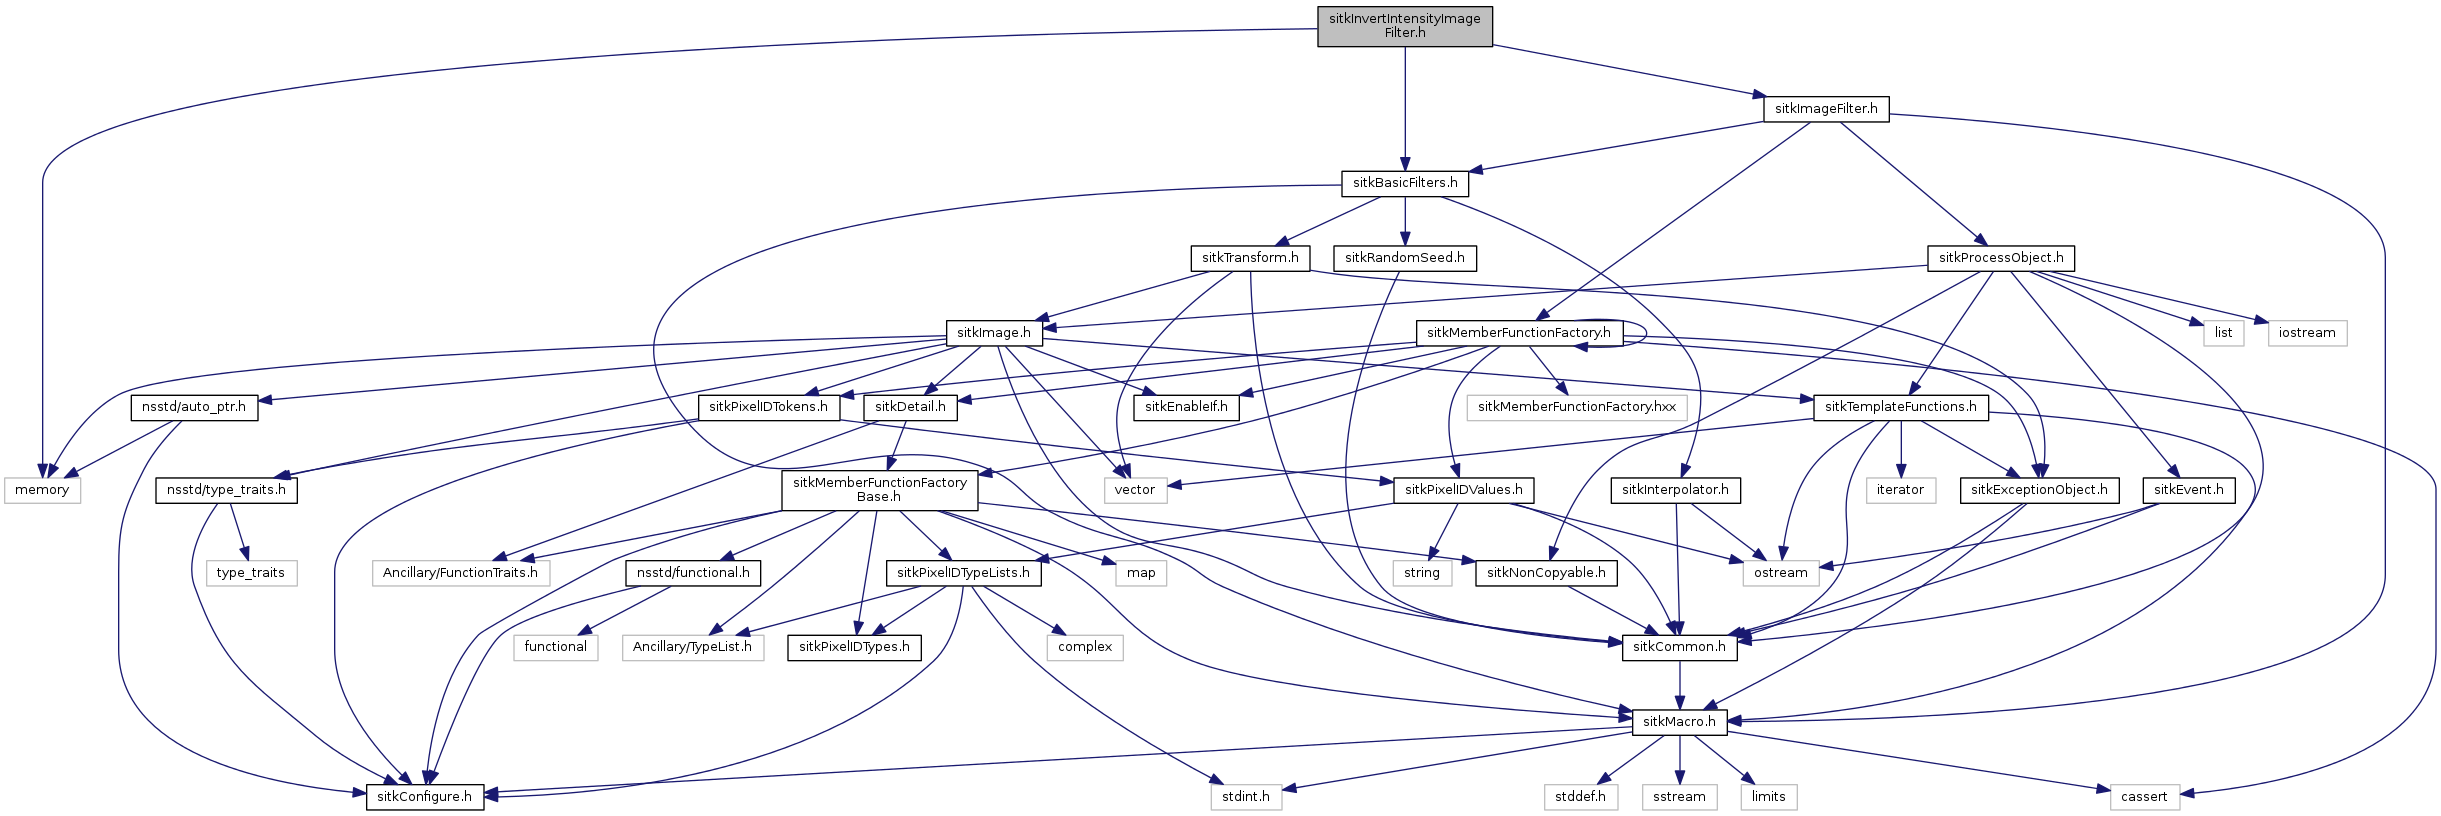 sitkInvertIntensityImage
Filter.h
sitkImageFilter.h
sitkBasicFilters.h
sitkTransform.h
sitkRandomSeed.h
sitkProcessObject.h
sitkImage.h
sitkMemberFunctionFactory.h
list
iostream
nsstd/auto_ptr.h
sitkPixelIDTokens.h
sitkDetail.h
sitkEnableIf.h
sitkMemberFunctionFactory.hxx
sitkTemplateFunctions.h
memory
nsstd/type_traits.h
sitkMemberFunctionFactory
Base.h
vector
sitkPixelIDValues.h
sitkInterpolator.h
iterator
sitkExceptionObject.h
sitkEvent.h
type_traits
Ancillary/FunctionTraits.h
nsstd/functional.h
sitkPixelIDTypeLists.h
map
string
sitkNonCopyable.h
ostream
functional
Ancillary/TypeList.h
sitkPixelIDTypes.h
complex
sitkCommon.h
sitkMacro.h
sitkConfigure.h
stdint.h
stddef.h
sstream
limits
cassert